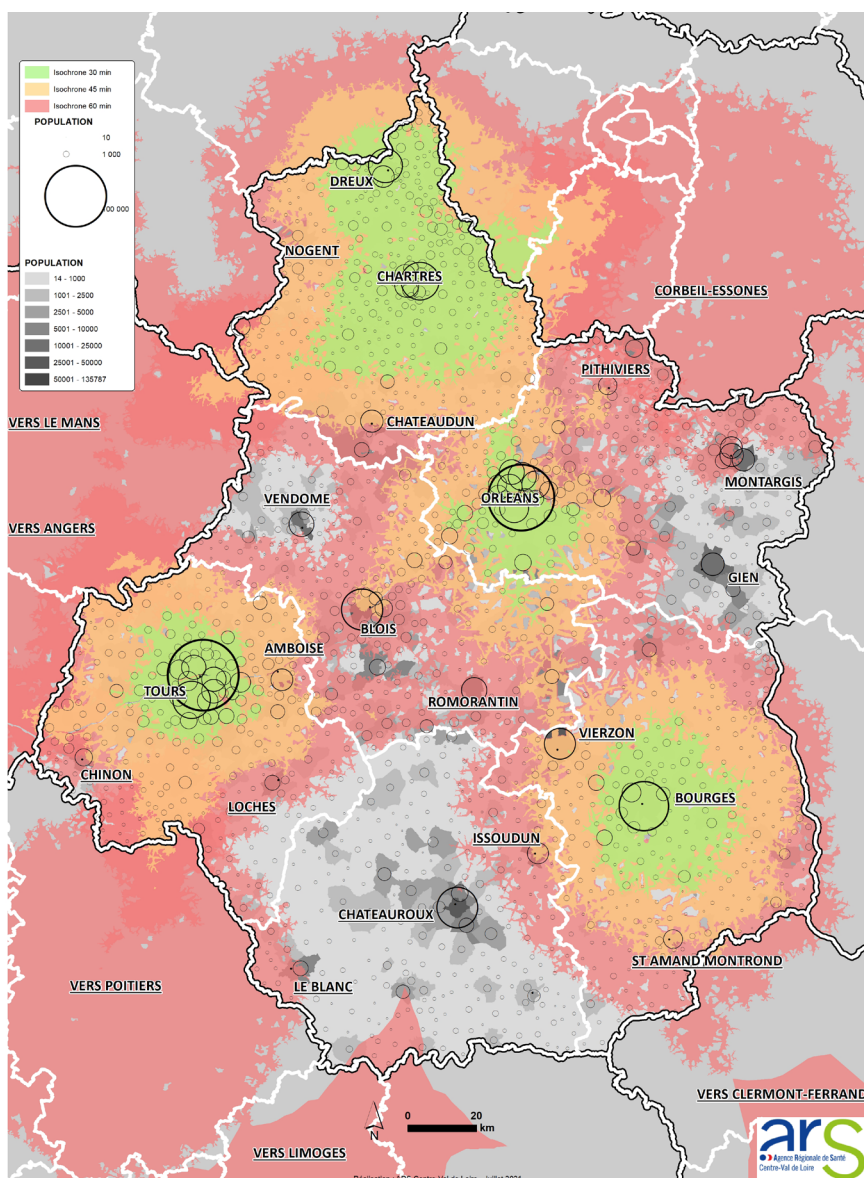 Isochrone 30 min
Isochrone 45 min
Isochrone 60 min
POPULATION
10
1 000
POPULATION
14 - 1000
1001 - 2500
2501 - 5000
5001 - 10000
10001 - 25000
25001 - 50000
50001 - 135787
DREUX
NOGENT
CHARTRES
CORBEIL-ESSONES
PITHIVIERS
VERS LE MANS
CHATEAUDUN
MONTARGIS
VENDOME
ORLEANS
VERS ANGERS
GIEN
BLOIS
AMBOISE
TOURS
ROMORANTIN
VIERZON
CHINON
LOCHES
BOURGES
ISSOUDUN
CHATEAUROUX
ST AMAND MONTROND
LE BLANC
VERS POITIERS
VERS CLERMONT-FERRAND
0 20
km
N
VERS LIMOGES
ars
Agence Régionale de Santé
Centre-Val de Loire